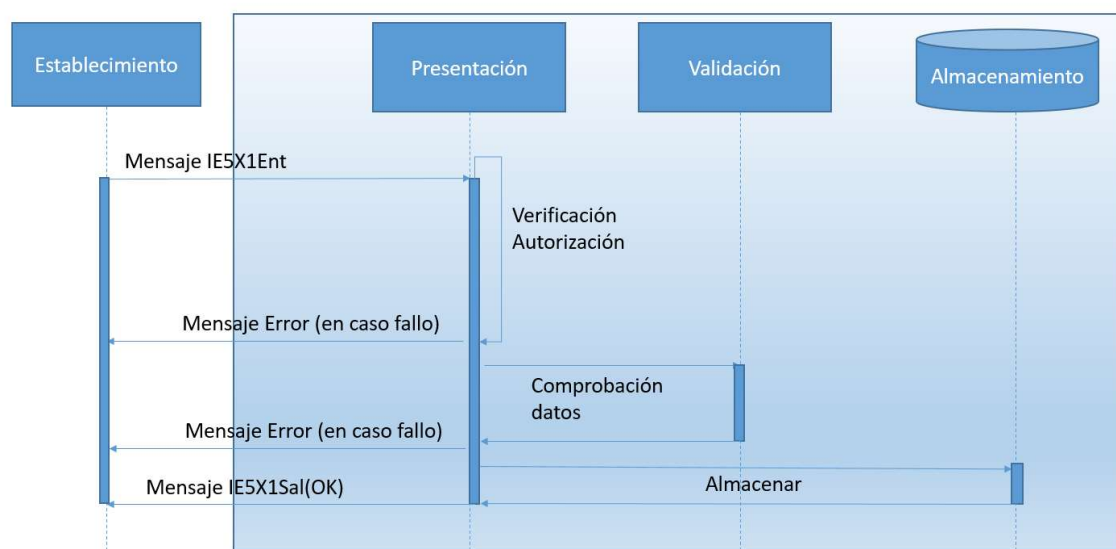 Establecimiento
Presentación
Validación
Almacenamiento
Mensaje IE5X1Ent
Verificación
Autorización
Mensaje Error (en caso fallo)
Comprobación
datos
Mensaje Error (en caso fallo)
Mensaje IE5X1Sal(OK)
Almacenar